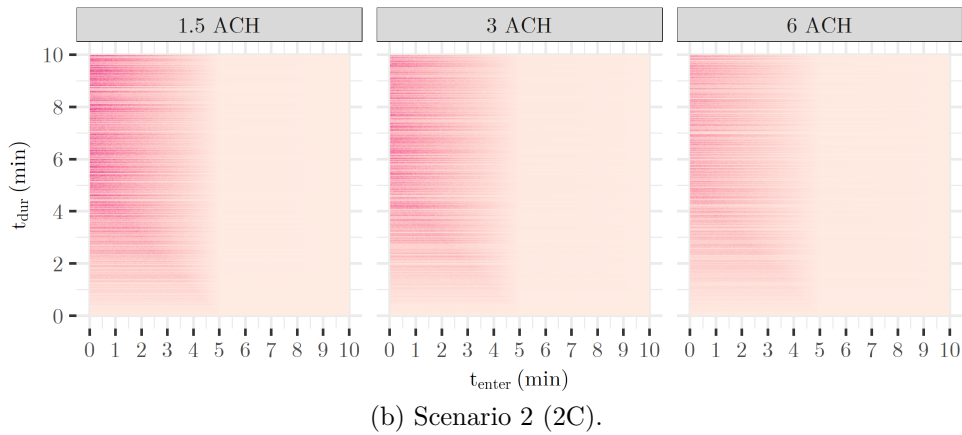 1.5 ACH 3 ACH 6 ACH
10
8
6
4
2
0
t_dur (min)
0 1 2 3 4 5 6 7 8 9 10 0 1 2 3 4 5 6 7 8 9 10 0 1 2 3 4 5 6 7 8 9 10
t_enter (min)
(b) Scenario 2 (2C).